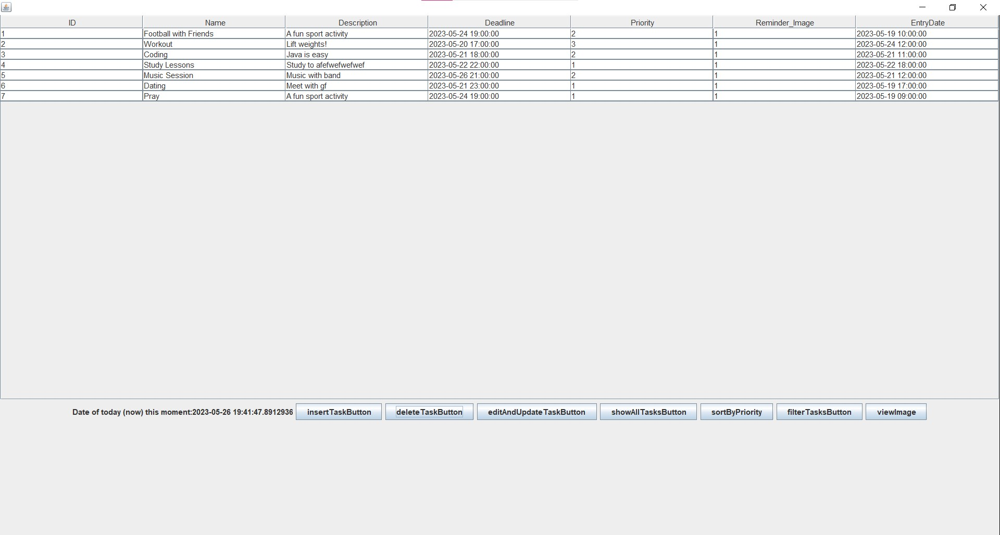 ID Name Description Deadline Priority Reminder_Image EntryDate
1 Football with Friends A fun sport activity 2023-05-24 19:00:00 2 1 2023-05-19 10:00:00
2 Workout Lift weights! 2023-05-20 17:00:00 3 1 2023-05-24 12:00:00
3 Coding Java is easy 2023-05-21 18:00:00 2 1 2023-05-21 11:00:00
4 Study Lessons Study to afefwefwefwef 2023-05-22 22:00:00 1 1 2023-05-22 18:00:00
5 Music Session Music with band 2023-05-26 21:00:00 2 1 2023-05-21 12:00:00
6 Dating Meet with gf 2023-05-21 23:00:00 1 1 2023-05-19 17:00:00
7 Pray A fun sport activity 2023-05-24 19:00:00 1 1 2023-05-19 09:00:00
Date of today (now) this moment:2023-05-26 19:41:47.8912936 insertTaskButton deleteTaskButton editAndUpdateTaskButton showAllTasksButton sortByPriority filterTasksButton viewImage